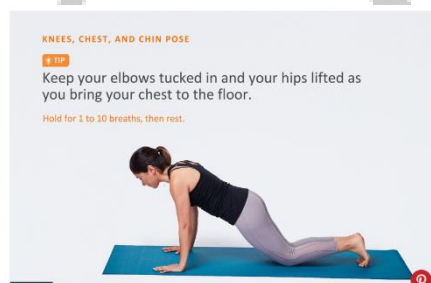 KNEES, CHEST, AND CHIN POSE
TIP
Keep your elbows tucked in and your hips lifted as
you bring your chest to the floor.
Hold for 1 to 10 breaths, then rest.